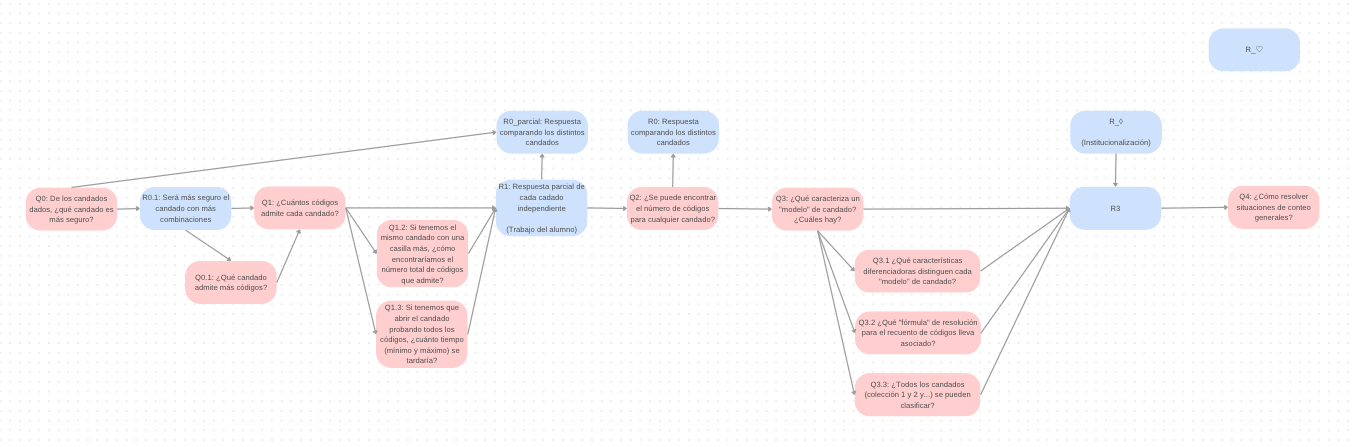 R_♡
R0_parcial: Respuesta
comparando los distintos
candados
R0: Respuesta
comparando los distintos
candados
R_◊
(Institucionalización)
Q0: De los candados
dados, ¿qué candado es
más seguro?
R0.1: Será más seguro el
candado con más
combinaciones
Q1: ¿Cuántos códigos
admite cada candado?
R1: Respuesta parcial de
cada cadado
independiente
(Trabajo del alumno)
Q2: ¿Se puede encontrar
el número de códigos
para cualquier candado?
Q3: ¿Qué caracteriza un
"modelo" de candado?
¿Cuáles hay?
R3
Q4: ¿Cómo resolver
situaciones de conteo
generales?
Q0.1: ¿Qué candado
admite más códigos?
Q1.2: Si tenemos el
mismo candado con una
casilla más, ¿cómo
encontraríamos el
número total de códigos
que admite?
Q1.3: Si tenemos que
abrir el candado
probando todos los
códigos, ¿cuánto tiempo
(mínimo y máximo) se
tardaría?
Q3.1 ¿Qué características
diferenciadoras distinguen cada
"modelo" de candado?
Q3.2 ¿Qué "fórmula" de resolución
para el recuento de códigos lleva
asociado?
Q3.3: ¿Todos los candados
(colección 1 y 2 y...) se pueden
clasificar?